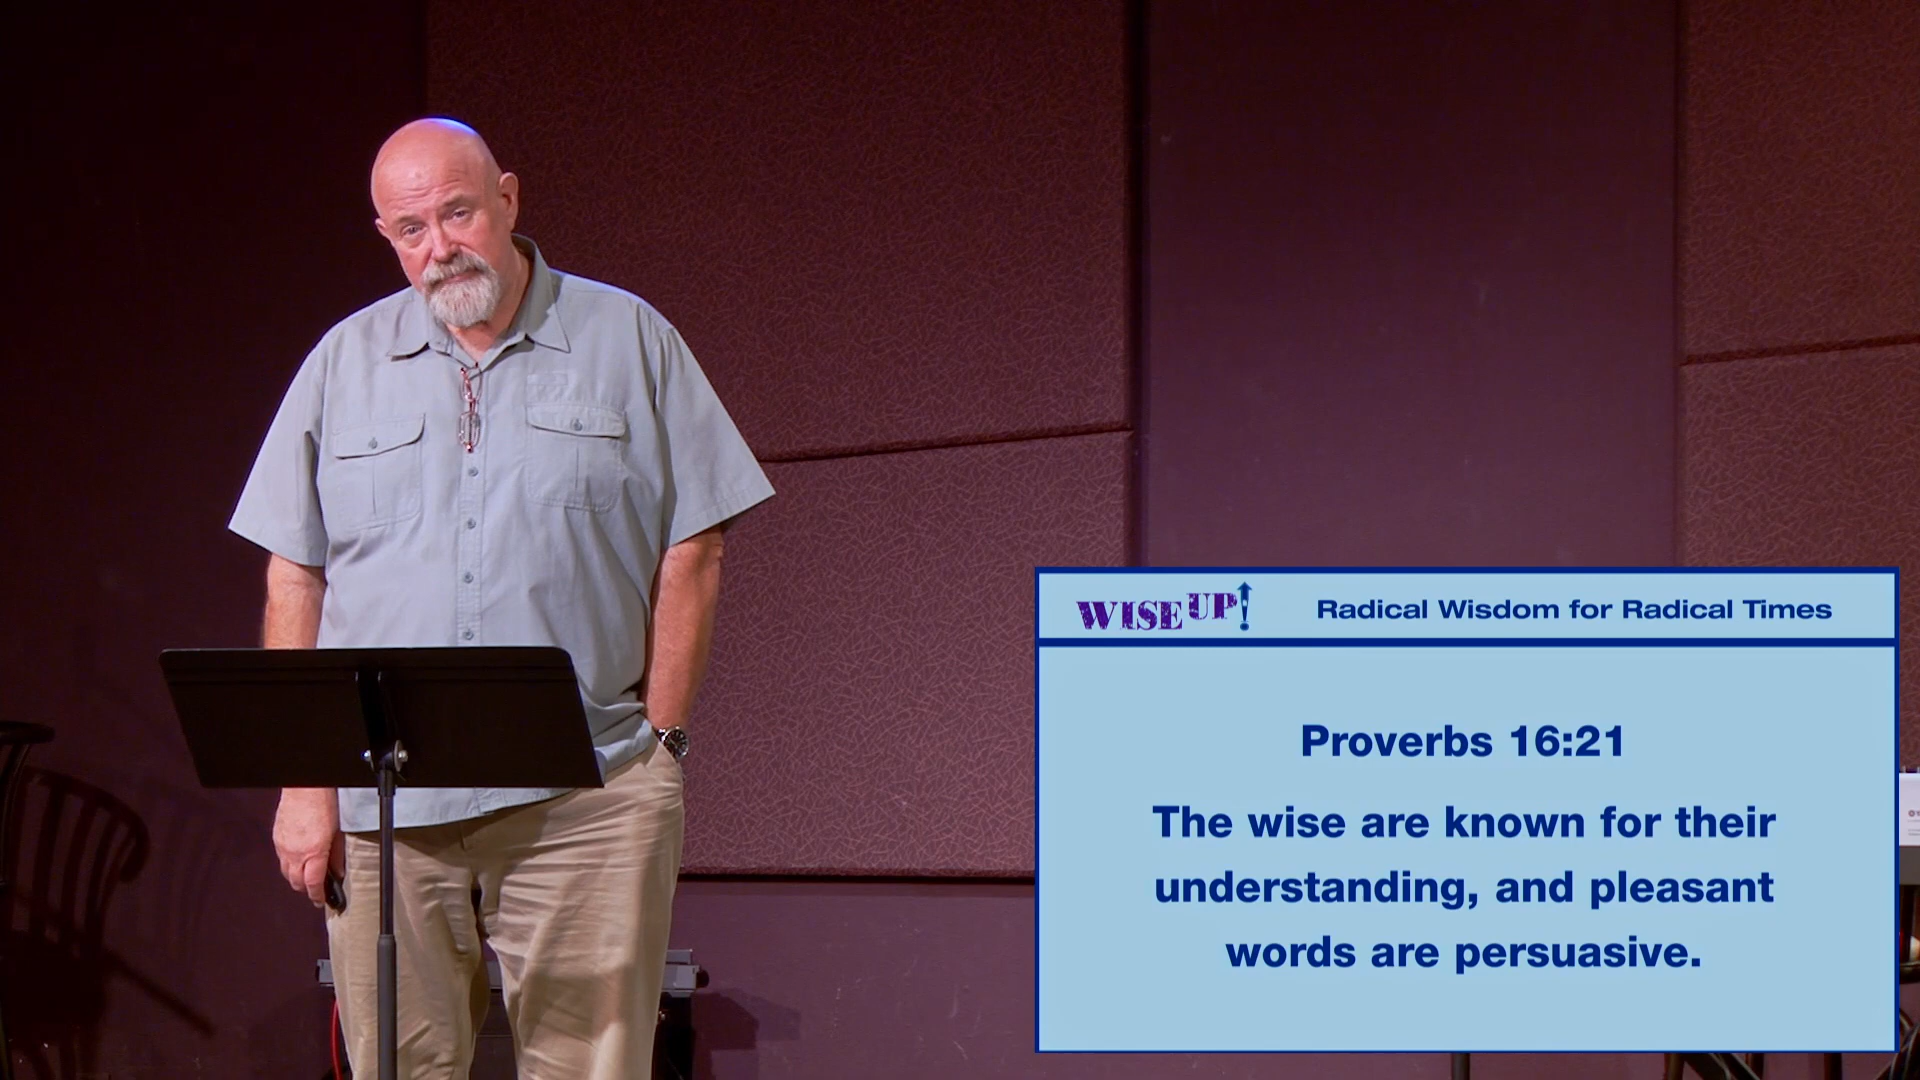 WISE UP!
Radical Wisdom for Radical Times
Proverbs 16:21
The wise are known for their
understanding, and pleasant
words are persuasive.